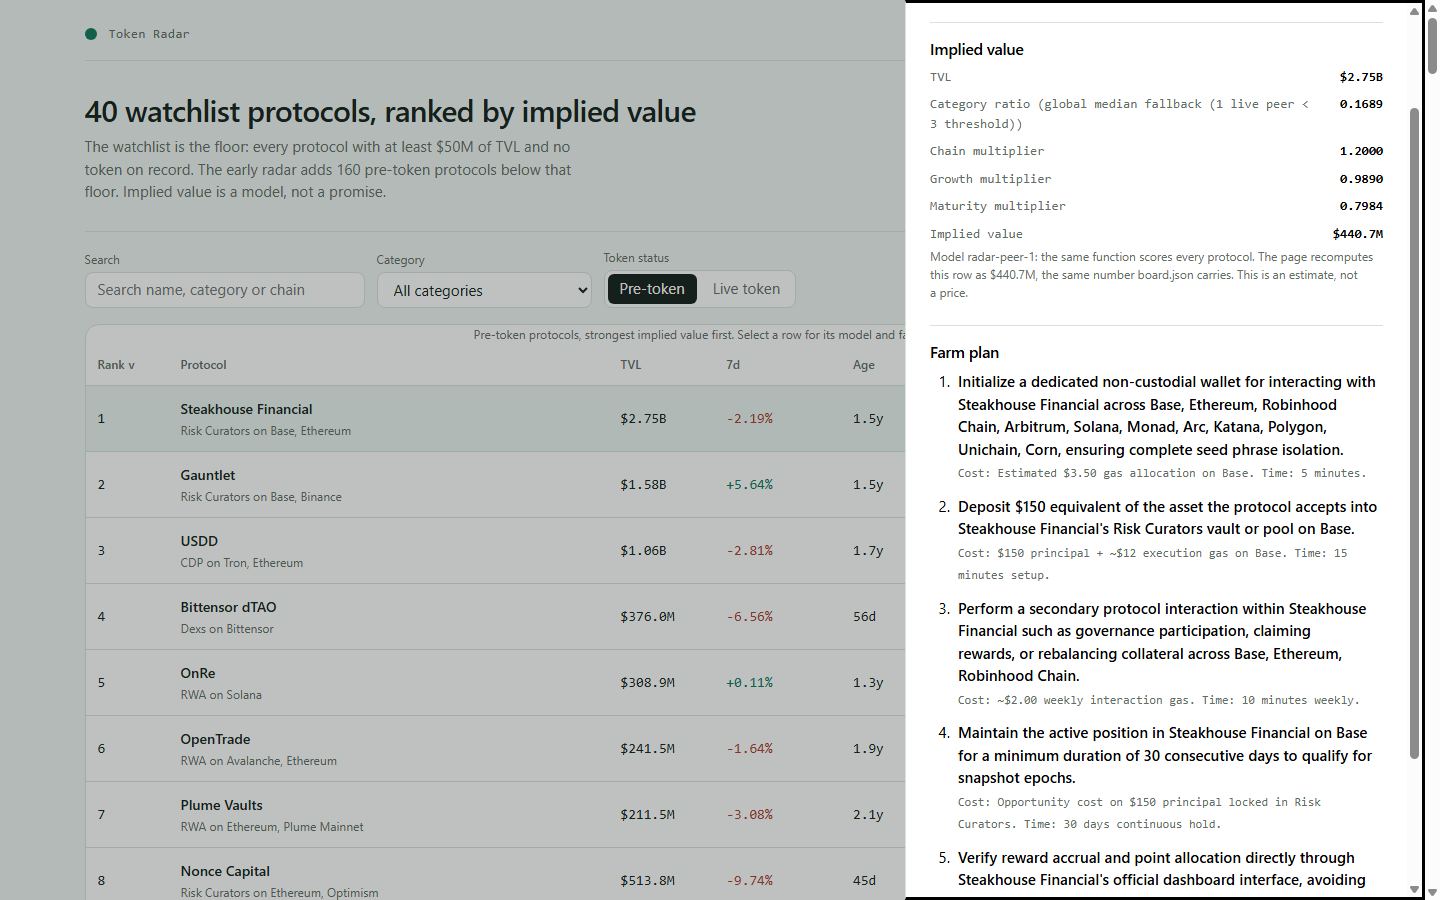 Token Radar
40 watchlist protocols, ranked by implied value
The watchlist is the floor: every protocol with at least $50M of TVL and no
token on record. The early radar adds 160 pre-token protocols below that
floor. Implied value is a model, not a promise.
Search
Category
Token status
Search name, category or chain
All categories
Pre-token
Live token
Pre-token protocols, strongest implied value first. Select a row for its model and fa
Rank v
Protocol
TVL
7d
Age
1
Steakhouse Financial
Risk Curators on Base, Ethereum
$2.75B
-2.19%
1.5y
2
Gauntlet
Risk Curators on Base, Binance
$1.58B
+5.64%
1.5y
3
USDD
CDP on Tron, Ethereum
$1.06B
-2.81%
1.7y
4
Bittensor dTAO
Dexs on Bittensor
$376.0M
-6.56%
56d
5
OnRe
RWA on Solana
$308.9M
+0.11%
1.3y
6
OpenTrade
RWA on Avalanche, Ethereum
$241.5M
-1.64%
1.9y
7
Plume Vaults
RWA on Ethereum, Plume Mainnet
$211.5M
-3.08%
2.1y
8
Nonce Capital
Risk Curators on Ethereum, Optimism
$513.8M
-9.74%
45d
Implied value
TVL $2.75B
Category ratio (global median fallback (1 live peer < 0.1689
3 threshold))
Chain multiplier 1.2000
Growth multiplier 0.9890
Maturity multiplier 0.7984
Implied value $440.7M
Model radar-peer-1: the same function scores every protocol. The page recomputes
this row as $440.7M, the same number board.json carries. This is an estimate, not
a price.
Farm plan
1. Initialize a dedicated non-custodial wallet for interacting with
Steakhouse Financial across Base, Ethereum, Robinhood
Chain, Arbitrum, Solana, Monad, Arc, Katana, Polygon,
Unichain, Corn, ensuring complete seed phrase isolation.
Cost: Estimated $3.50 gas allocation on Base. Time: 5 minutes.
2. Deposit $150 equivalent of the asset the protocol accepts into
Steakhouse Financial's Risk Curators vault or pool on Base.
Cost: $150 principal + ~$12 execution gas on Base. Time: 15
minutes setup.
3. Perform a secondary protocol interaction within Steakhouse
Financial such as governance participation, claiming
rewards, or rebalancing collateral across Base, Ethereum,
Robinhood Chain.
Cost: ~$2.00 weekly interaction gas. Time: 10 minutes weekly.
4. Maintain the active position in Steakhouse Financial on Base
for a minimum duration of 30 consecutive days to qualify for
snapshot epochs.
Cost: Opportunity cost on $150 principal locked in Risk
Curators. Time: 30 days continuous hold.
5. Verify reward accrual and point allocation directly through
Steakhouse Financial's official dashboard interface, avoiding